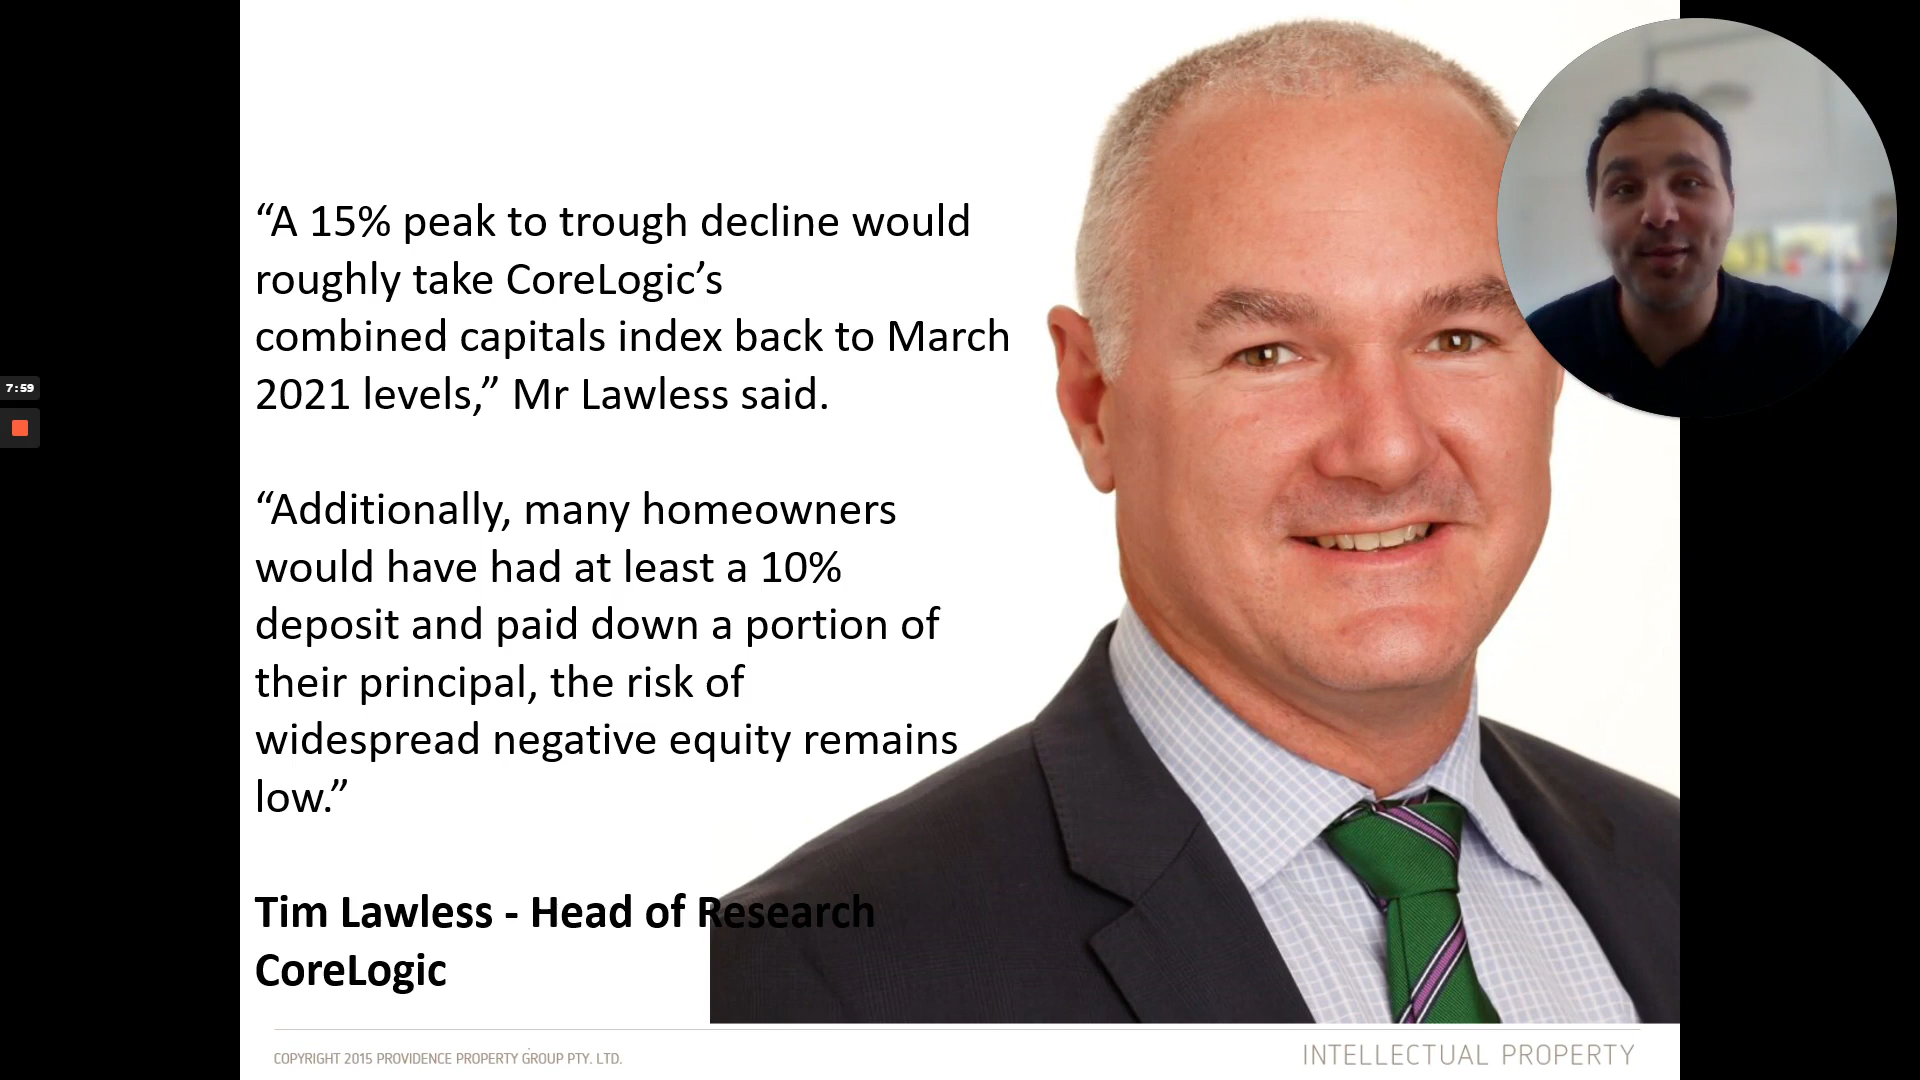 “A 15% peak to trough decline would
roughly take CoreLogic’s
combined capitals index back to March
2021 levels,” Mr Lawless said.
“Additionally, many homeowners
would have had at least a 10%
deposit and paid down a portion of
their principal, the risk of
widespread negative equity remains
low.”
Tim Lawless - Head of Research
CoreLogic
7:59
COPYRIGHT 2015 PROVIDENCE PROPERTY GROUP PTY. LTD.
INTELLECTUAL PROPERTY